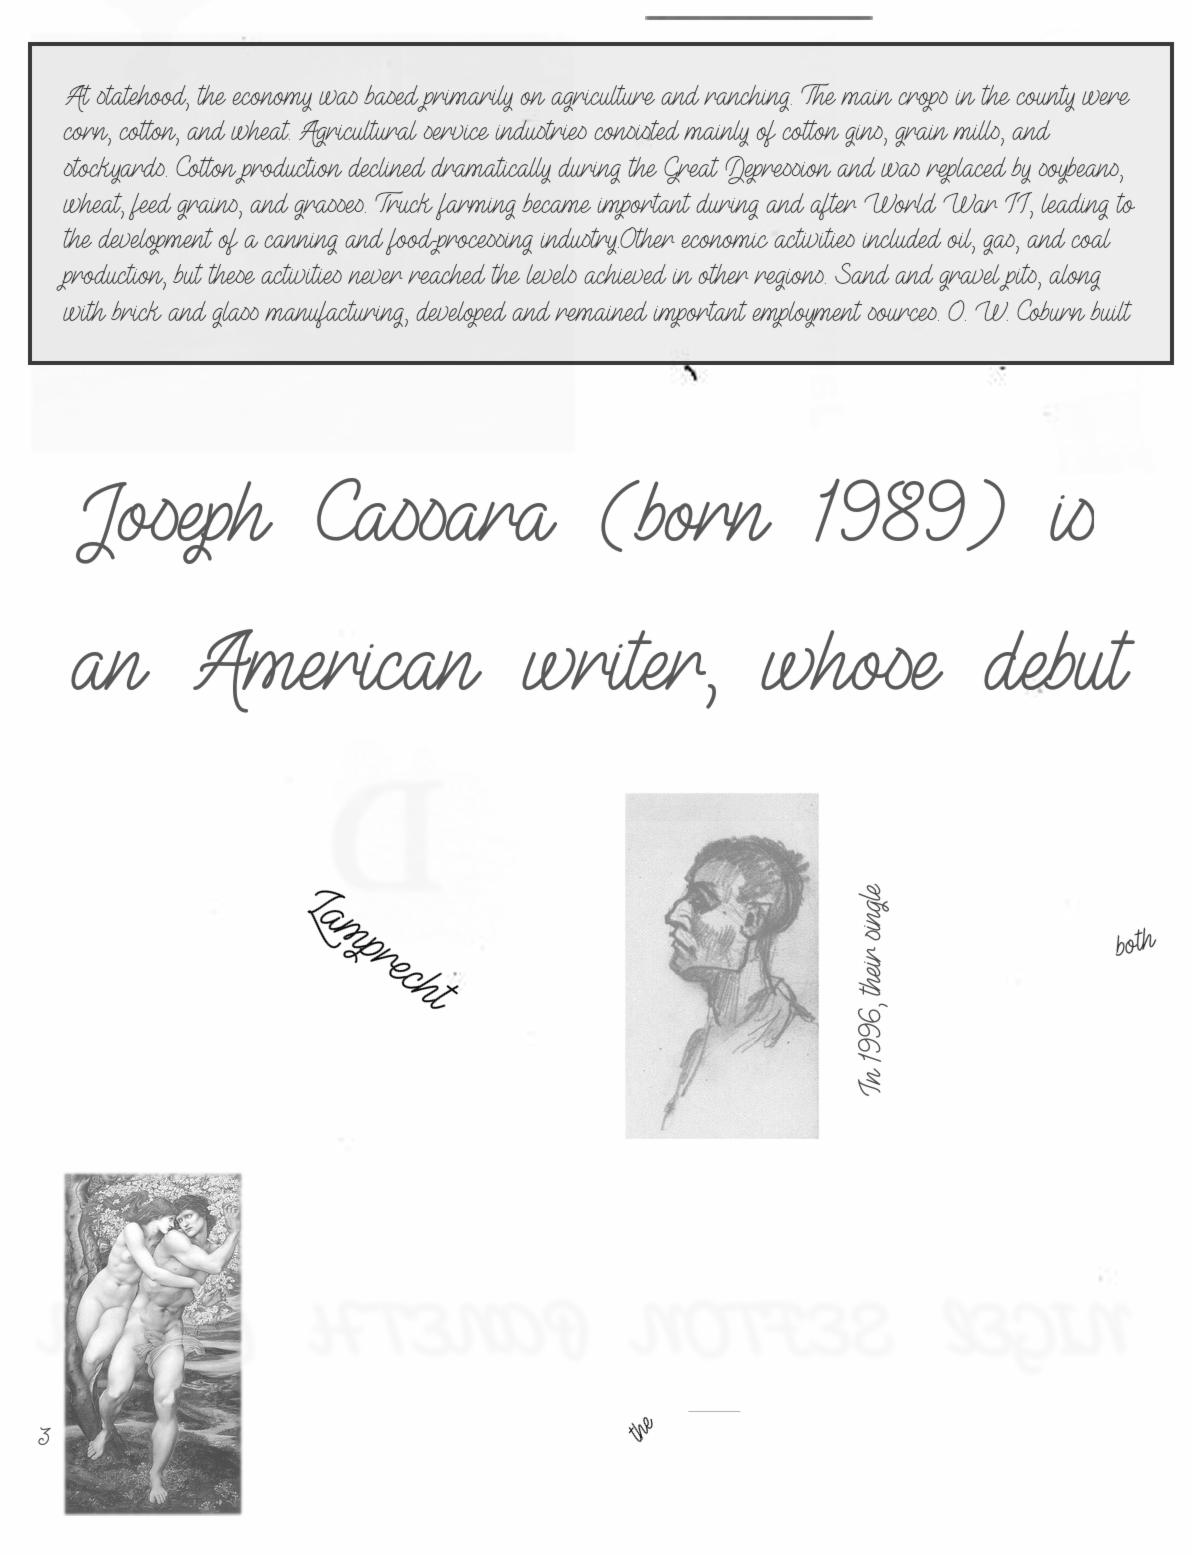 At statehood, the economy was based primarily on agriculture and ranching. The main crops in the county were
corn, cotton, and wheat. Agricultural service industries consisted mainly of cotton gins, grain mills, and
stockyards. Cotton production declined dramatically during the Great Depression and was replaced by soybeans,
wheat, feed grains, and grasses. Truck farming became important during and after World War II, leading to
the development of a canning and food-processing industry.Other economic activities included oil, gas, and coal
production, but these activities never reached the levels achieved in other regions. Sand and gravel pits, along
with brick and glass manufacturing, developed and remained important employment sources. O. W. Coburn built
Joseph Cassara (born 1989) is
an American writer, whose debut
Lamprecht
In 1996, their single
both
the
3